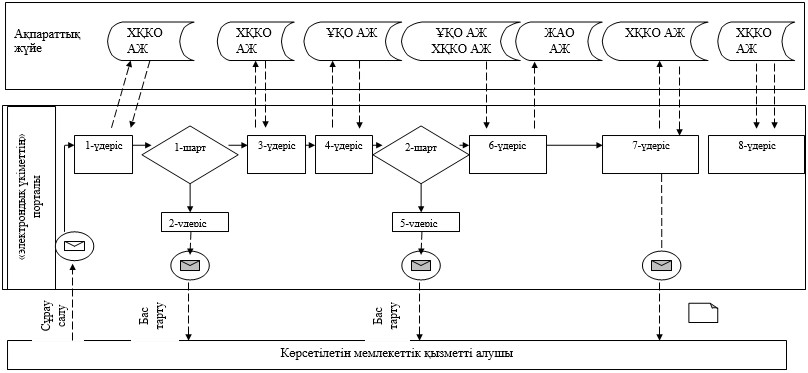 Ақпараттық
жүйе
ХҚКО
АЖ
ХҚКО
АЖ
ҰҚО АЖ
ҰҚО АЖ
ХҚКО АЖ
ЖАО
АЖ
ХҚКО АЖ
ХҚКО
АЖ
«электрондық үкіметтің»
порталы
1-үдеріс
1-шарт
3-үдеріс
4-үдеріс
2-шарт
6-үдеріс
7-үдеріс
8-үдеріс
2-үдеріс
5-үдеріс
Сұрау
салу
Бас
тарту
Бас
тарту
Көрсетілетін мемлекеттік қызметті алушы